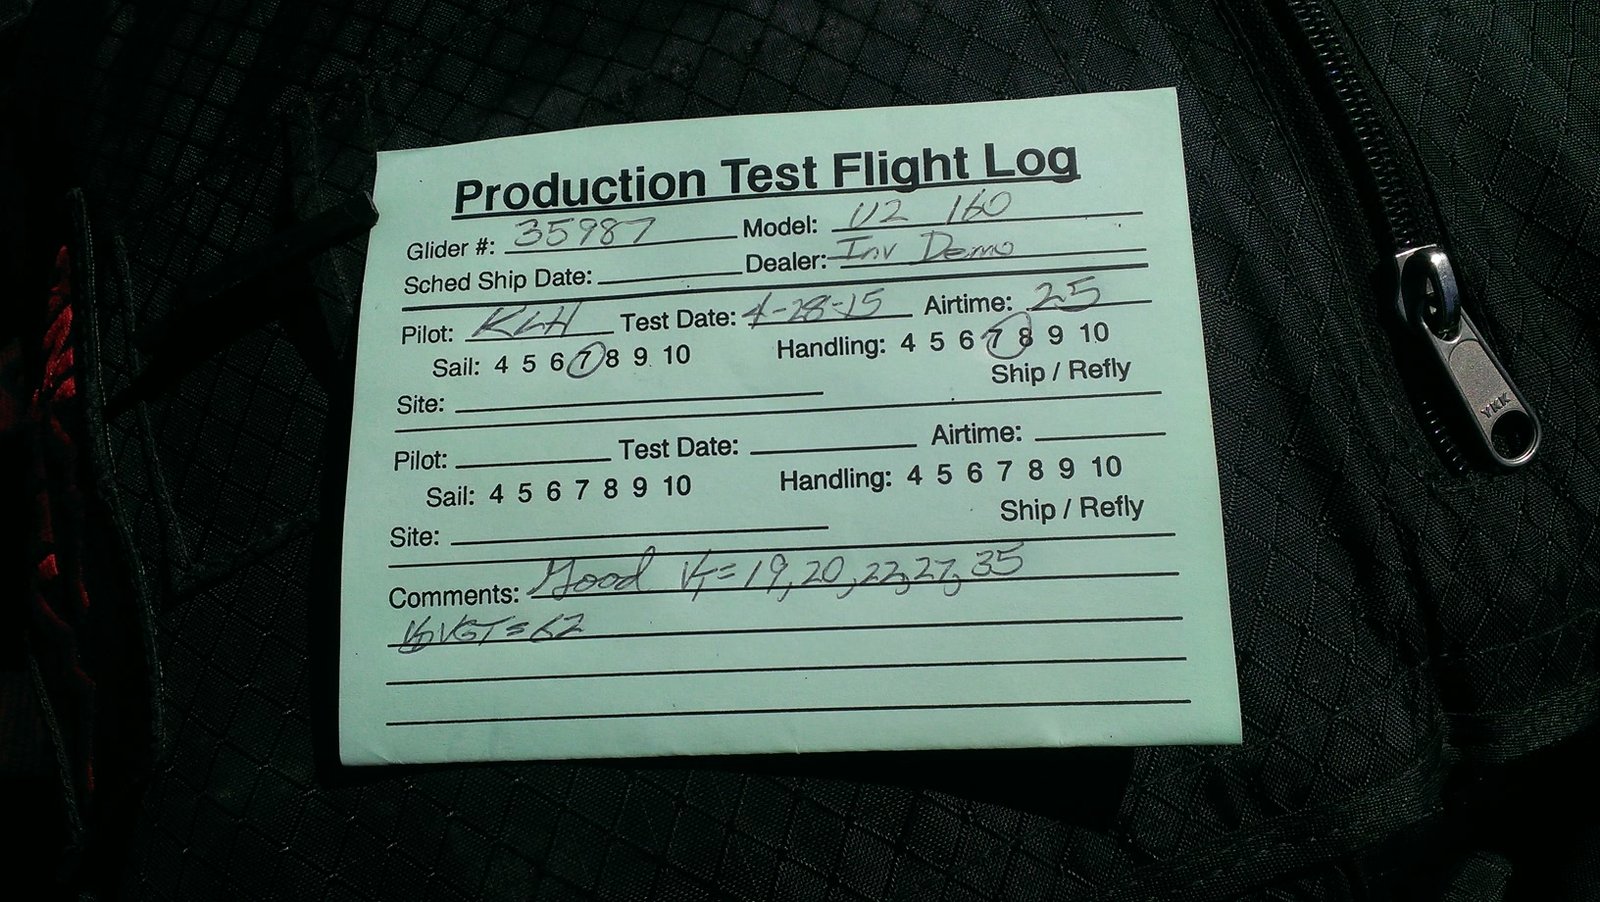 Production Test Flight Log
Glider #: 35987 Model: U2 160
Sched Ship Date: Dealer: Inv Demo
Pilot: KLH Test Date: 4-28-15 Airtime: 25
Sail: 4 5 6 7 8 9 10 Handling: 4 5 6 7 8 9 10
Ship / Refly
Site:
Pilot: Test Date: Airtime:
Sail: 4 5 6 7 8 9 10 Handling: 4 5 6 7 8 9 10
Ship / Refly
Site:
Comments: Good VT= 19, 20, 22, 27, 35
YKK